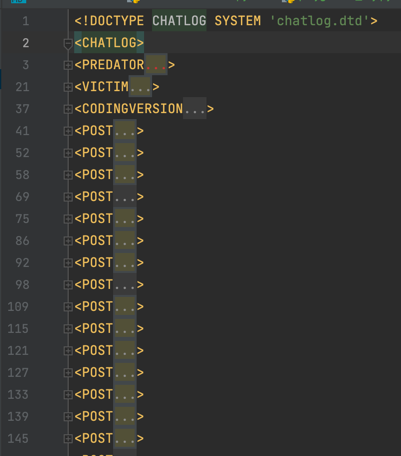 1 <!DOCTYPE CHATLOG SYSTEM 'chatlog.dtd'>
2 <CHATLOG>
3 <PREDATOR...>
21 <VICTIM...>
37 <CODINGVERSION...>
41 <POST...>
52 <POST...>
58 <POST...>
69 <POST...>
75 <POST...>
86 <POST...>
92 <POST...>
98 <POST...>
109 <POST...>
115 <POST...>
121 <POST...>
127 <POST...>
133 <POST...>
139 <POST...>
145 <POST...>